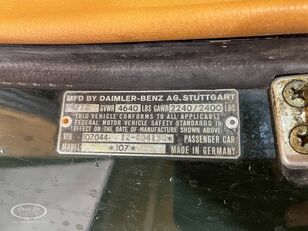 MFD BY DAIMLER-BENZ AG. STUTTGART
GVWR 4640 LBS GAWR 2240/2400 LBS
THIS VEHICLE CONFORMS TO ALL APPLICABLE
FEDERAL MOTOR VEHICLE SAFETY STANDARDS IN
EFFECT ON THE DATE OF MANUFACTURE SHOWN ABOVE
107044 PASSENGER CAR
MODEL *107* MADE IN GERMANY